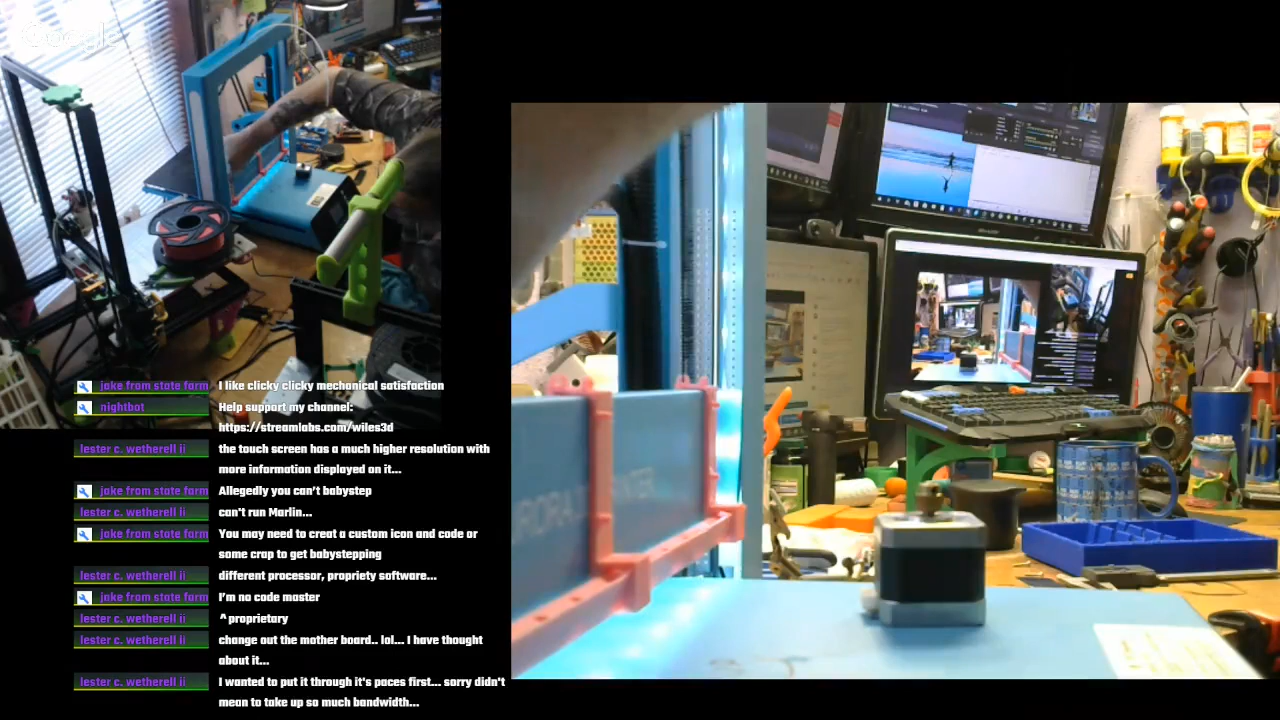 Google
jake from state farm I like clicky clicky mechanical satisfaction
nightbot Help support my channel:
https://streamlabs.com/wiles3d
lester c. wetherell ii the touch screen has a much higher resolution with
more information displayed on it...
jake from state farm Allegedly you can't babystep
lester c. wetherell ii can't run Marlin...
jake from state farm You may need to creat a custom icon and code or
some crap to get babystepping
lester c. wetherell ii different processor, propriety software...
jake from state farm I'm no code master
lester c. wetherell ii ^proprietary
lester c. wetherell ii change out the mother board.. lol... I have thought
about it...
lester c. wetherell ii I wanted to put it through it's paces first... sorry didn't
mean to take up so much bandwidth...